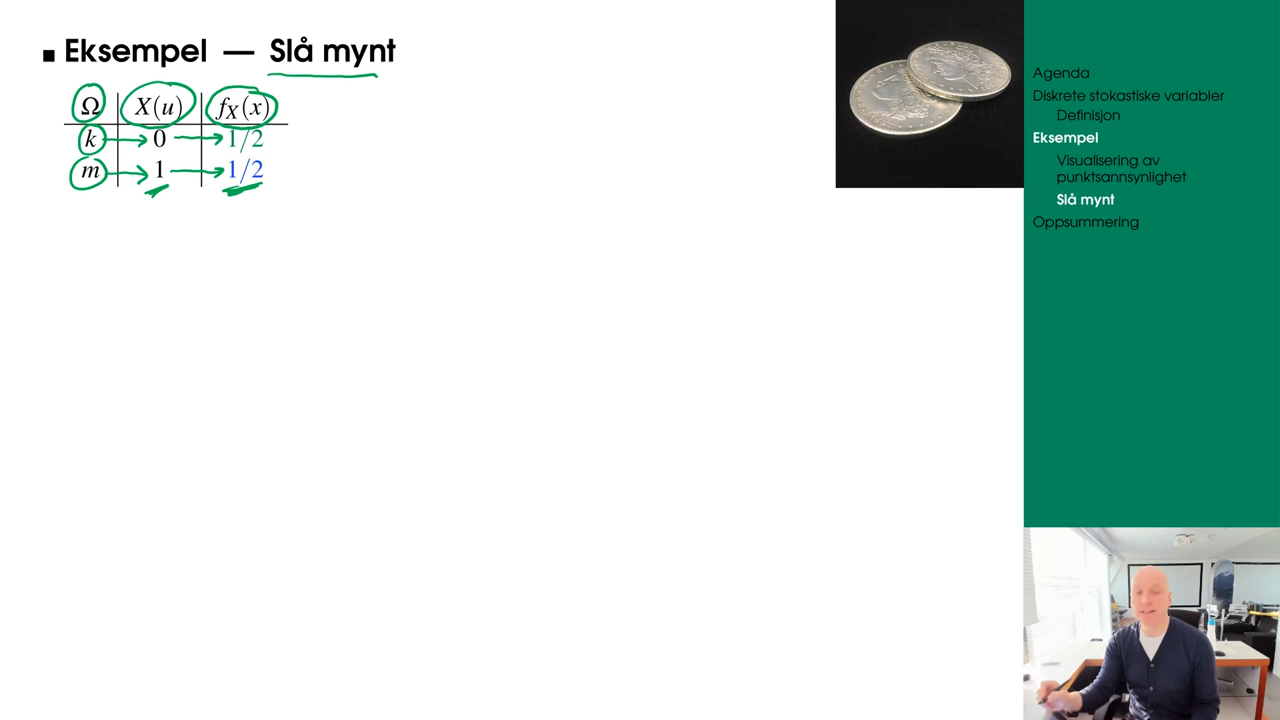 ▪ Eksempel — Slå mynt
Ω X(u) fX(x)
k 0 1/2
m 1 1/2
Agenda
Diskrete stokastiske variabler
Definisjon
Eksempel
Visualisering av
punktsannsynlighet
Slå mynt
Oppsummering